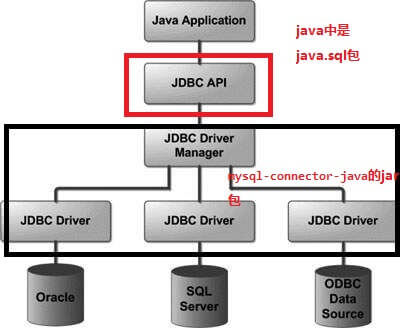 Java Application
java中是
java.sql包
JDBC API
JDBC Driver
Manager
mysql-connector-java的jar
包
JDBC Driver
JDBC Driver
JDBC Driver
Oracle
SQL
Server
ODBC
Data
Source